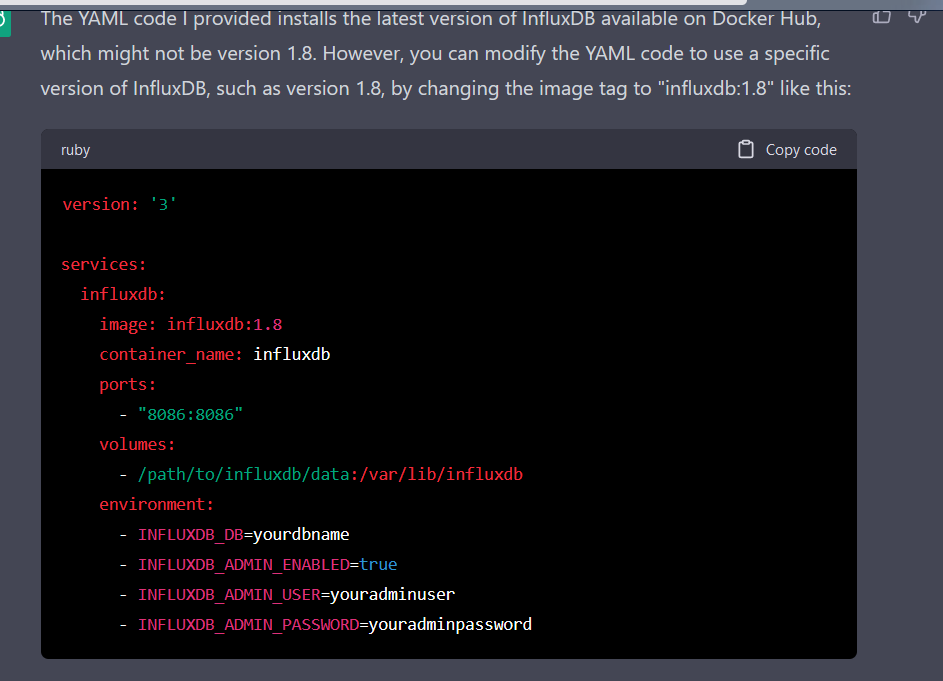 The YAML code I provided installs the latest version of InfluxDB available on Docker Hub,
which might not be version 1.8. However, you can modify the YAML code to use a specific
version of InfluxDB, such as version 1.8, by changing the image tag to "influxdb:1.8" like this:
ruby Copy code
version: '3'
services:
  influxdb:
    image: influxdb:1.8
    container_name: influxdb
    ports:
      - "8086:8086"
    volumes:
      - /path/to/influxdb/data:/var/lib/influxdb
    environment:
      - INFLUXDB_DB=yourdbname
      - INFLUXDB_ADMIN_ENABLED=true
      - INFLUXDB_ADMIN_USER=youradminuser
      - INFLUXDB_ADMIN_PASSWORD=youradminpassword